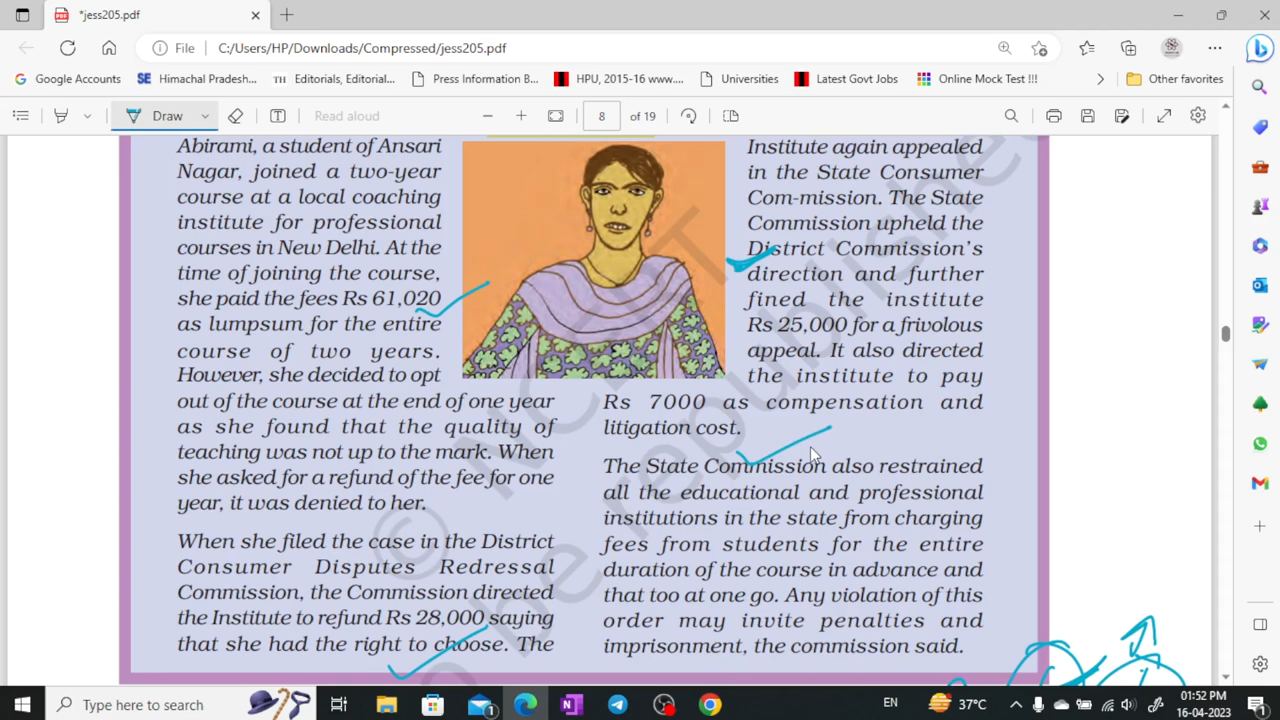 *jess205.pdf
File C:/Users/HP/Downloads/Compressed/jess205.pdf
Google Accounts SE Himachal Pradesh... TH Editorials, Editorial... Press Information B... HPU, 2015-16 www.... Universities Latest Govt Jobs Online Mock Test !!! Other favorites
Draw Read aloud 8 of 19
Abirami, a student of Ansari
Nagar, joined a two-year
course at a local coaching
institute for professional
courses in New Delhi. At the
time of joining the course,
she paid the fees Rs 61,020
as lumpsum for the entire
course of two years.
However, she decided to opt
out of the course at the end of one year
as she found that the quality of
teaching was not up to the mark. When
she asked for a refund of the fee for one
year, it was denied to her.
When she filed the case in the District
Consumer Disputes Redressal
Commission, the Commission directed
the Institute to refund Rs 28,000 saying
that she had the right to choose. The
Institute again appealed
in the State Consumer
Com-mission. The State
Commission upheld the
District Commission's
direction and further
fined the institute
Rs 25,000 for a frivolous
appeal. It also directed
the institute to pay
Rs 7000 as compensation and
litigation cost.
The State Commission also restrained
all the educational and professional
institutions in the state from charging
fees from students for the entire
duration of the course in advance and
that too at one go. Any violation of this
order may invite penalties and
imprisonment, the commission said.
© NCERT
to be republished
Type here to search
EN 37°C 01:52 PM
16-04-2023